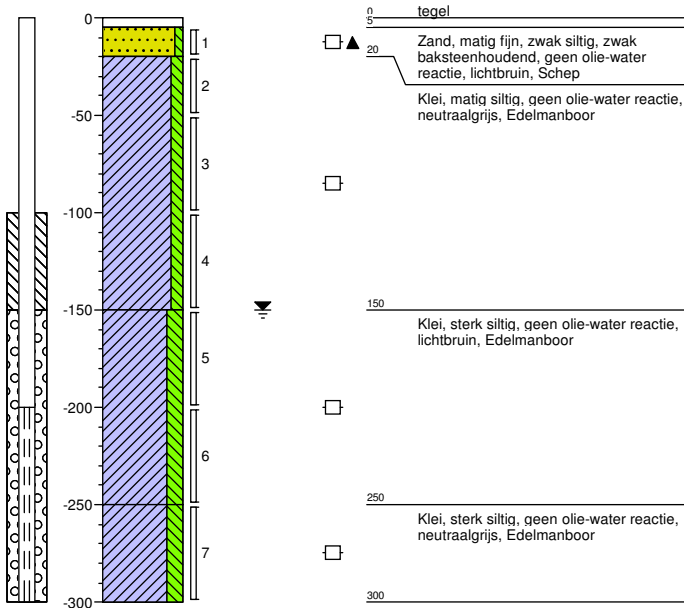 0
-50
-100
-150
-200
-250
-300
1
2
3
4
5
6
7
0
tegel
5
Zand, matig fijn, zwak siltig, zwak
baksteenhoudend, geen olie-water
reactie, lichtbruin, Schep
20
Klei, matig siltig, geen olie-water reactie,
neutraalgrijs, Edelmanboor
150
Klei, sterk siltig, geen olie-water reactie,
lichtbruin, Edelmanboor
250
Klei, sterk siltig, geen olie-water reactie,
neutraalgrijs, Edelmanboor
300